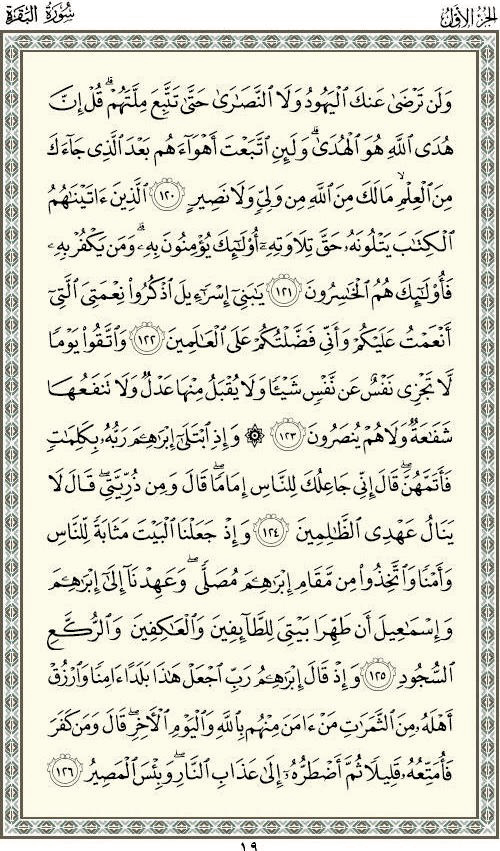 سُورَةُ البَقَرَةِ الجُزءُ الأَوَّلُ
وَلَن تَرْضَىٰ عَنكَ ٱلْيَهُودُ وَلَا ٱلنَّصَٰرَىٰ حَتَّىٰ تَتَّبِعَ مِلَّتَهُمْ ۗ قُلْ إِنَّ
هُدَى ٱللَّهِ هُوَ ٱلْهُدَىٰ ۗ وَلَئِنِ ٱتَّبَعْتَ أَهْوَآءَهُم بَعْدَ ٱلَّذِى جَآءَكَ
مِنَ ٱلْعِلْمِ ۙ مَا لَكَ مِنَ ٱللَّهِ مِن وَلِىٍّ وَلَا نَصِيرٍ ١٢٠ ٱلَّذِينَ ءَاتَيْنَٰهُمُ
ٱلْكِتَٰبَ يَتْلُونَهُۥ حَقَّ تِلَاوَتِهِۦٓ أُو۟لَٰٓئِكَ يُؤْمِنُونَ بِهِۦ ۗ وَمَن يَكْفُرْ بِهِۦ
فَأُو۟لَٰٓئِكَ هُمُ ٱلْخَٰسِرُونَ ١٢١ يَٰبَنِىٓ إِسْرَٰٓءِيلَ ٱذْكُرُوا۟ نِعْمَتِىَ ٱلَّتِىٓ
أَنْعَمْتُ عَلَيْكُمْ وَأَنِّى فَضَّلْتُكُمْ عَلَى ٱلْعَٰلَمِينَ ١٢٢ وَٱتَّقُوا۟ يَوْمًا
لَّا تَجْزِى نَفْسٌ عَن نَّفْسٍ شَيْـًٔا وَلَا يُقْبَلُ مِنْهَا عَدْلٌ وَلَا تَنفَعُهَا
شَفَٰعَةٌ وَلَا هُمْ يُنصَرُونَ ١٢٣ ۞ وَإِذِ ٱبْتَلَىٰٓ إِبْرَٰهِـۧمَ رَبُّهُۥ بِكَلِمَٰتٍ
فَأَتَمَّهُنَّ ۖ قَالَ إِنِّى جَاعِلُكَ لِلنَّاسِ إِمَامًا ۖ قَالَ وَمِن ذُرِّيَّتِى ۖ قَالَ لَا
يَنَالُ عَهْدِى ٱلظَّٰلِمِينَ ١٢٤ وَإِذْ جَعَلْنَا ٱلْبَيْتَ مَثَابَةً لِّلنَّاسِ
وَأَمْنًا وَٱتَّخِذُوا۟ مِن مَّقَامِ إِبْرَٰهِـۧمَ مُصَلًّى ۖ وَعَهِدْنَآ إِلَىٰٓ إِبْرَٰهِـۧمَ
وَإِسْمَٰعِيلَ أَن طَهِّرَا بَيْتِىَ لِلطَّآئِفِينَ وَٱلْعَٰكِفِينَ وَٱلرُّكَّعِ
ٱلسُّجُودِ ١٢٥ وَإِذْ قَالَ إِبْرَٰهِـۧمُ رَبِّ ٱجْعَلْ هَٰذَا بَلَدًا ءَامِنًا وَٱرْزُقْ
أَهْلَهُۥ مِنَ ٱلثَّمَرَٰتِ مَنْ ءَامَنَ مِنْهُم بِٱللَّهِ وَٱلْيَوْمِ ٱلْءَاخِرِ ۖ قَالَ وَمَن كَفَرَ
فَأُمَتِّعُهُۥ قَلِيلًا ثُمَّ أَضْطَرُّهُۥٓ إِلَىٰ عَذَابِ ٱلنَّارِ ۖ وَبِئْسَ ٱلْمَصِيرُ ١٢٦
١٩